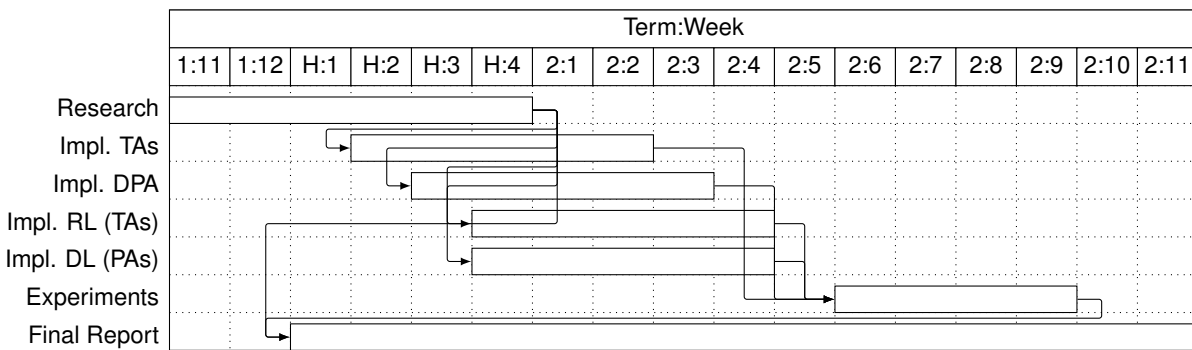 Term:Week
1:11 1:12 H:1 H:2 H:3 H:4 2:1 2:2 2:3 2:4 2:5 2:6 2:7 2:8 2:9 2:10 2:11
Research
Impl. TAs
Impl. DPA
Impl. RL (TAs)
Impl. DL (PAs)
Experiments
Final Report